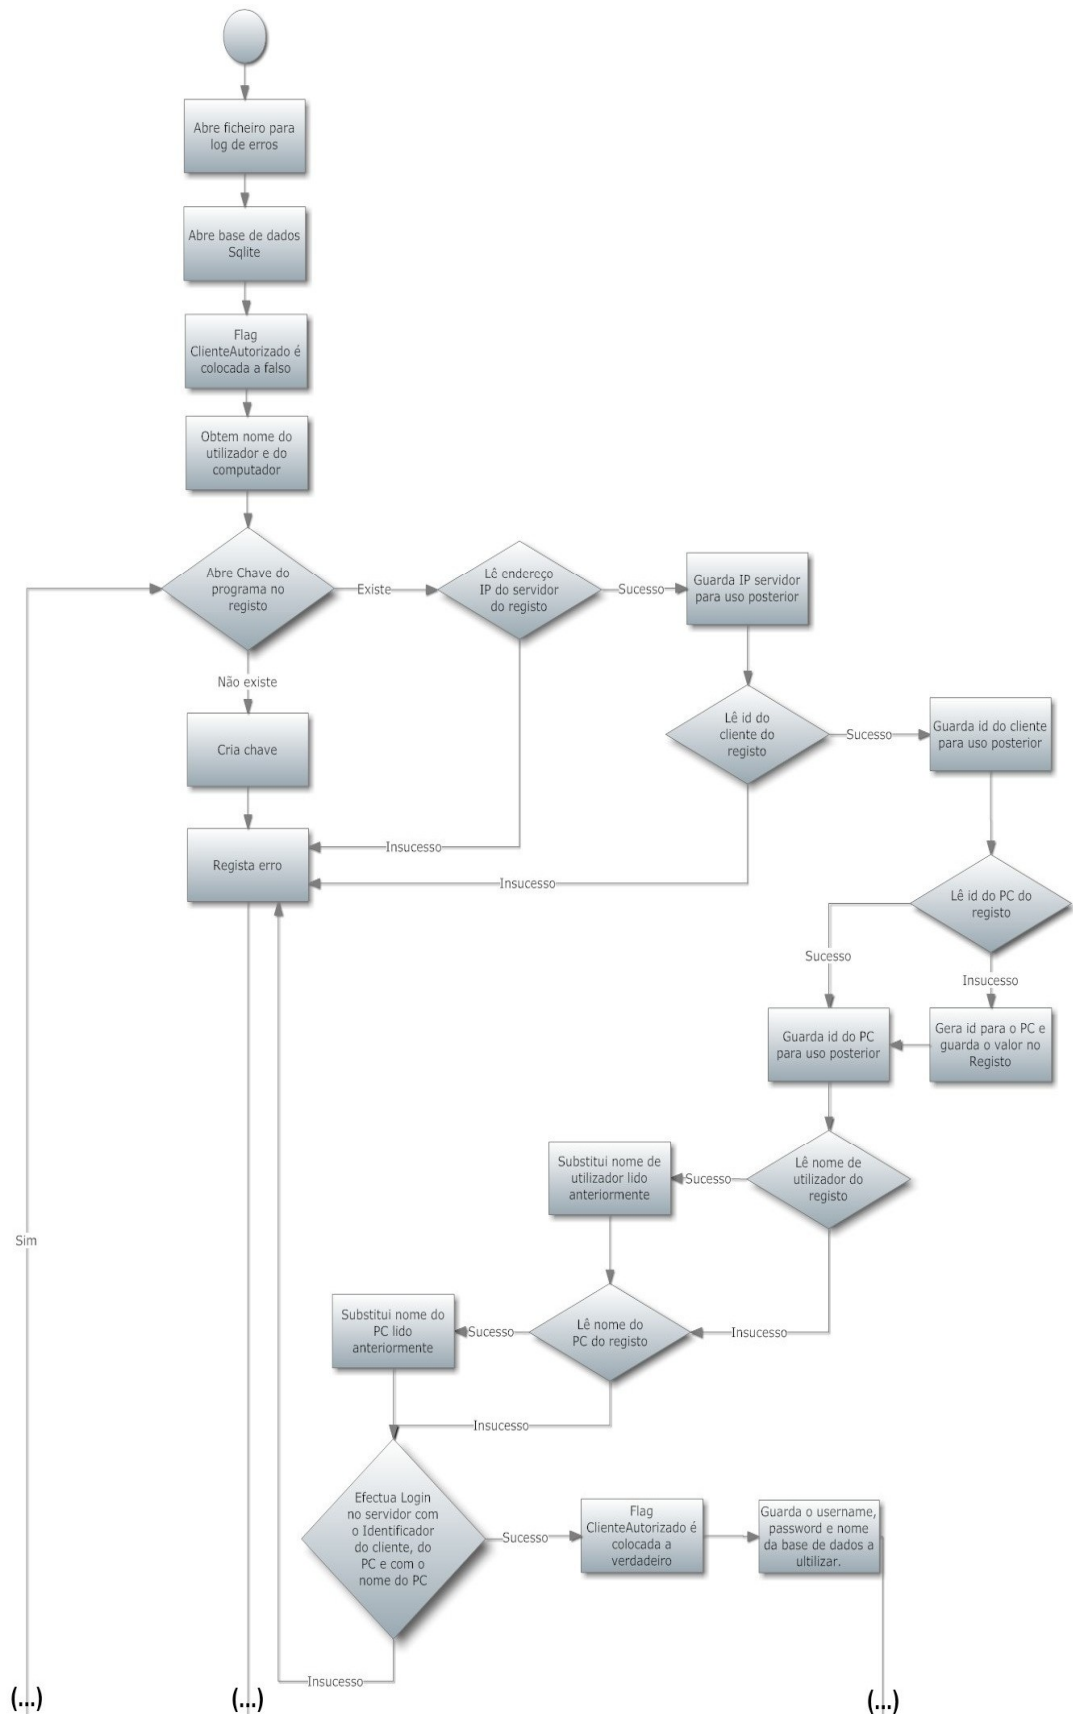 Abre ficheiro para
log de erros
Abre base de dados
Sqlite
Flag
ClienteAutorizado é
colocada a falso
Obtem nome do
utilizador e do
computador
Abre Chave do
programa no
registo
Existe
Lê endereço
IP do servidor
do registo
Sucesso
Guarda IP servidor
para uso posterior
Não existe
Cria chave
Lê id do
cliente do
registo
Sucesso
Guarda id do cliente
para uso posterior
Regista erro
Insucesso
Insucesso
Lê id do PC do
registo
Sucesso
Insucesso
Guarda id do PC
para uso posterior
Gera id para o PC e
guarda o valor no
Registo
Lê nome de
utilizador do
registo
Sucesso
Substitui nome de
utilizador lido
anteriormente
Sim
Insucesso
Lê nome do
PC do registo
Sucesso
Substitui nome do
PC lido
anteriormente
Insucesso
Efectua Login
no servidor com
o Identificador
do cliente, do
PC e com o
nome do PC
Sucesso
Flag
ClienteAutorizado é
colocada a
verdadeiro
Guarda o username,
password e nome
da base de dados a
ultilizar.
Insucesso
(...)
(...)
(...)